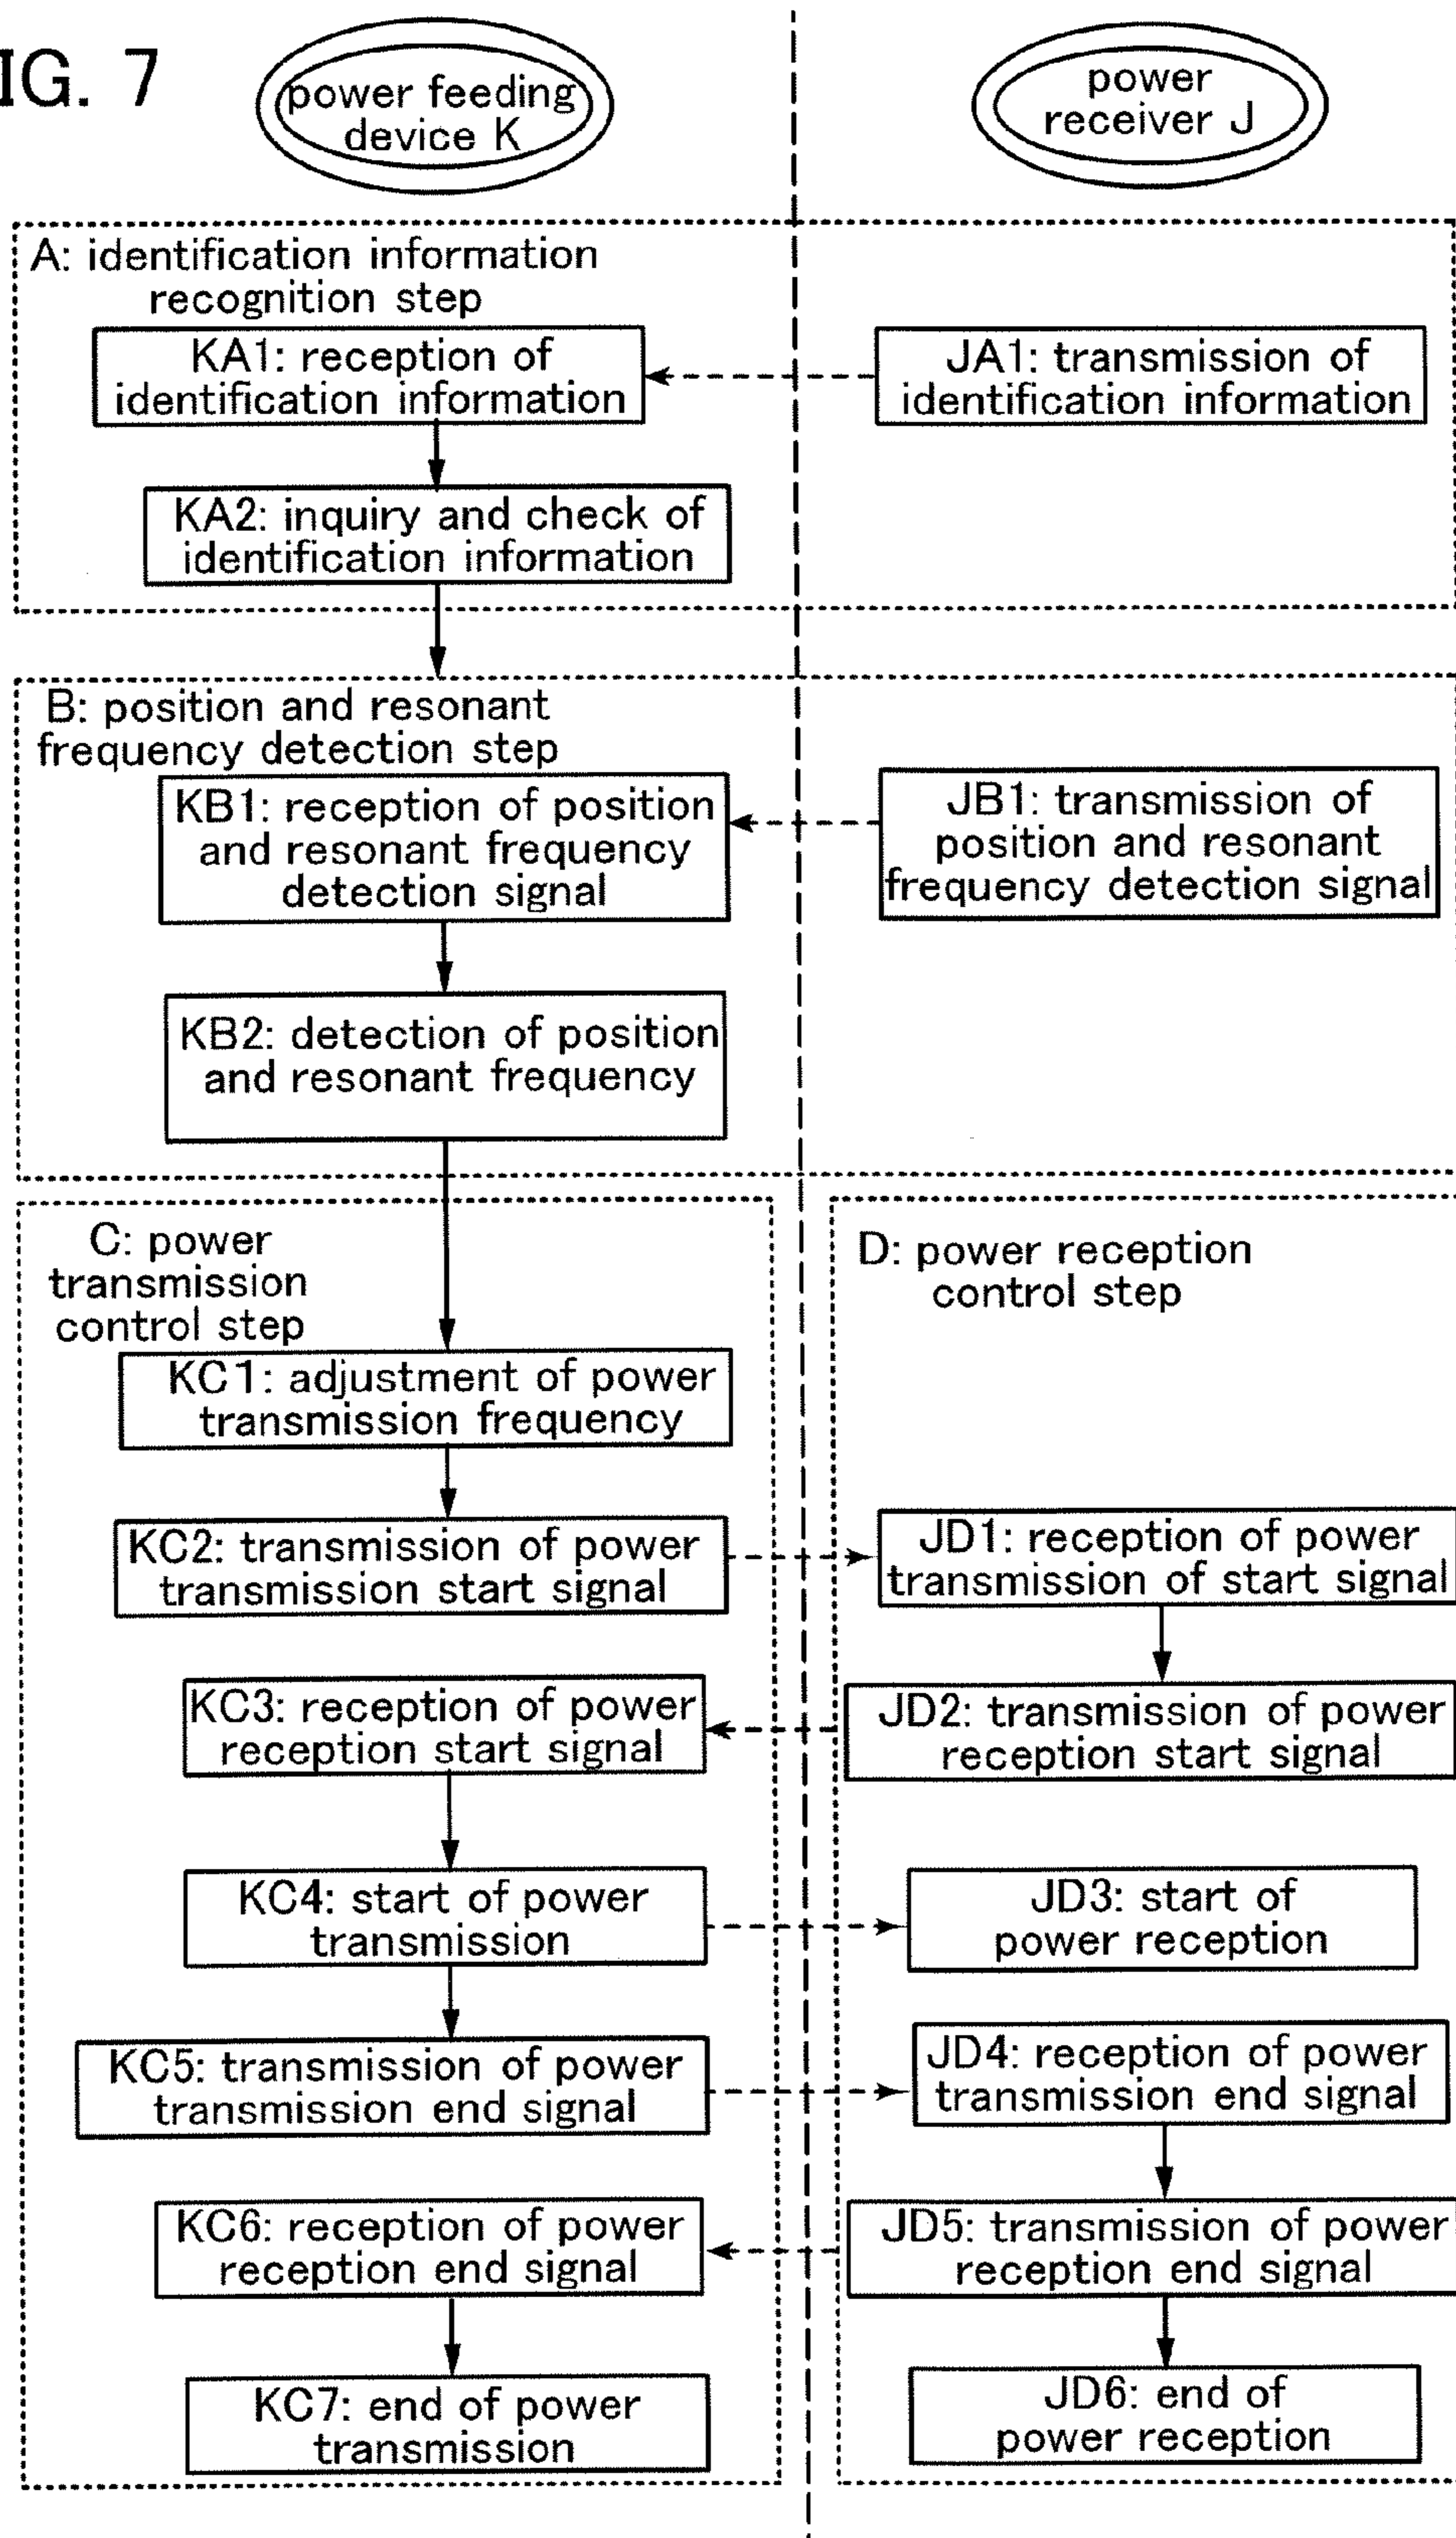 IG. 7
power feeding
device K
power
receiver J
A: identification information
recognition step
KA1: reception of
identification information
JA1: transmission of
identification information
KA2: inquiry and check of
identification information
B: position and resonant
frequency detection step
KB1: reception of position
and resonant frequency
detection signal
JB1: transmission of
position and resonant
frequency detection signal
KB2: detection of position
and resonant frequency
C: power
transmission
control step
D: power reception
control step
KC1: adjustment of power
transmission frequency
KC2: transmission of power
transmission start signal
JD1: reception of power
transmission of start signal
KC3: reception of power
reception start signal
JD2: transmission of power
reception start signal
KC4: start of power
transmission
JD3: start of
power reception
KC5: transmission of power
transmission end signal
JD4: reception of power
transmission end signal
KC6: reception of power
reception end signal
JD5: transmission of power
reception end signal
KC7: end of power
transmission
JD6: end of
power reception